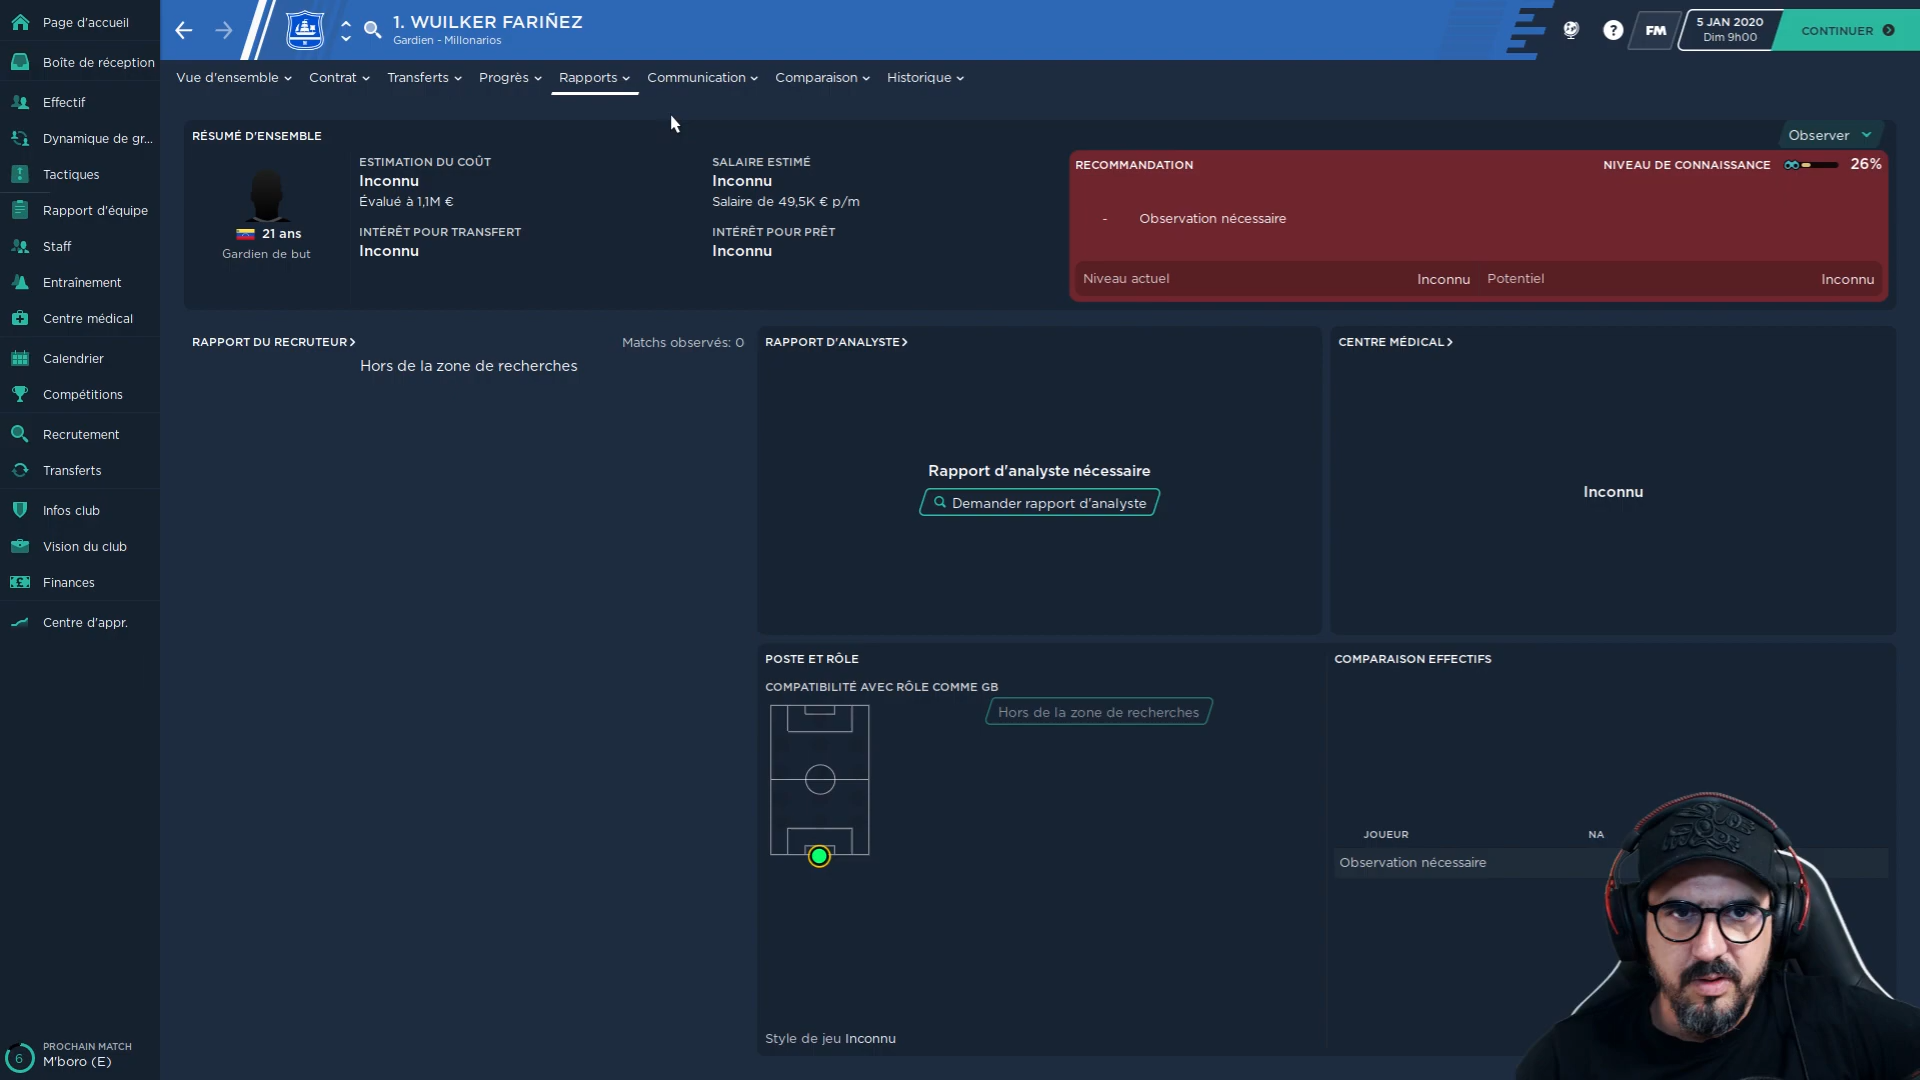 Page d'accueil
Boîte de réception
Effectif
Dynamique de gr...
Tactiques
Rapport d'équipe
Staff
Entraînement
Centre médical
Calendrier
Compétitions
Recrutement
Transferts
Infos club
Vision du club
Finances
Centre d'appr.
6
PROCHAIN MATCH
M'boro (E)
1. WUILKER FARIÑEZ
Gardien - Millonarios
?
FM
5 JAN 2020
Dim 9h00
CONTINUER
Vue d'ensemble
Contrat
Transferts
Progrès
Rapports
Communication
Comparaison
Historique
RÉSUMÉ D'ENSEMBLE
Observer
21 ans
Gardien de but
ESTIMATION DU COÛT
Inconnu
Évalué à 1,1M €
INTÉRÊT POUR TRANSFERT
Inconnu
SALAIRE ESTIMÉ
Inconnu
Salaire de 49,5K € p/m
INTÉRÊT POUR PRÊT
Inconnu
RECOMMANDATION
NIVEAU DE CONNAISSANCE
26%
- Observation nécessaire
Niveau actuel Inconnu
Potentiel Inconnu
RAPPORT DU RECRUTEUR
Matchs observés: 0
Hors de la zone de recherches
RAPPORT D'ANALYSTE
Rapport d'analyste nécessaire
Demander rapport d'analyste
CENTRE MÉDICAL
Inconnu
POSTE ET RÔLE
COMPATIBILITÉ AVEC RÔLE COMME GB
Hors de la zone de recherches
Style de jeu Inconnu
COMPARAISON EFFECTIFS
JOUEUR NA
Observation nécessaire